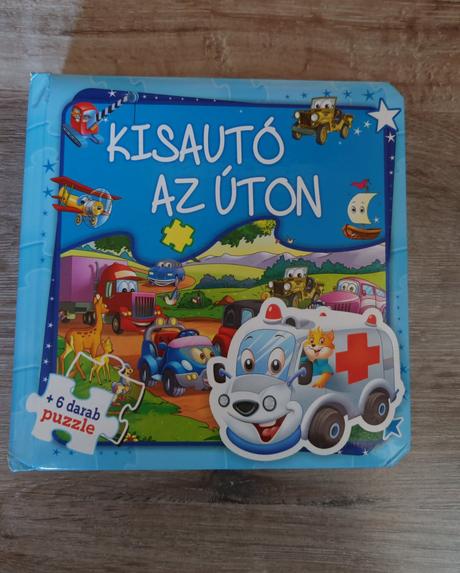 KISAUTÓ
AZ ÚTON
+ 6 darab
puzzle